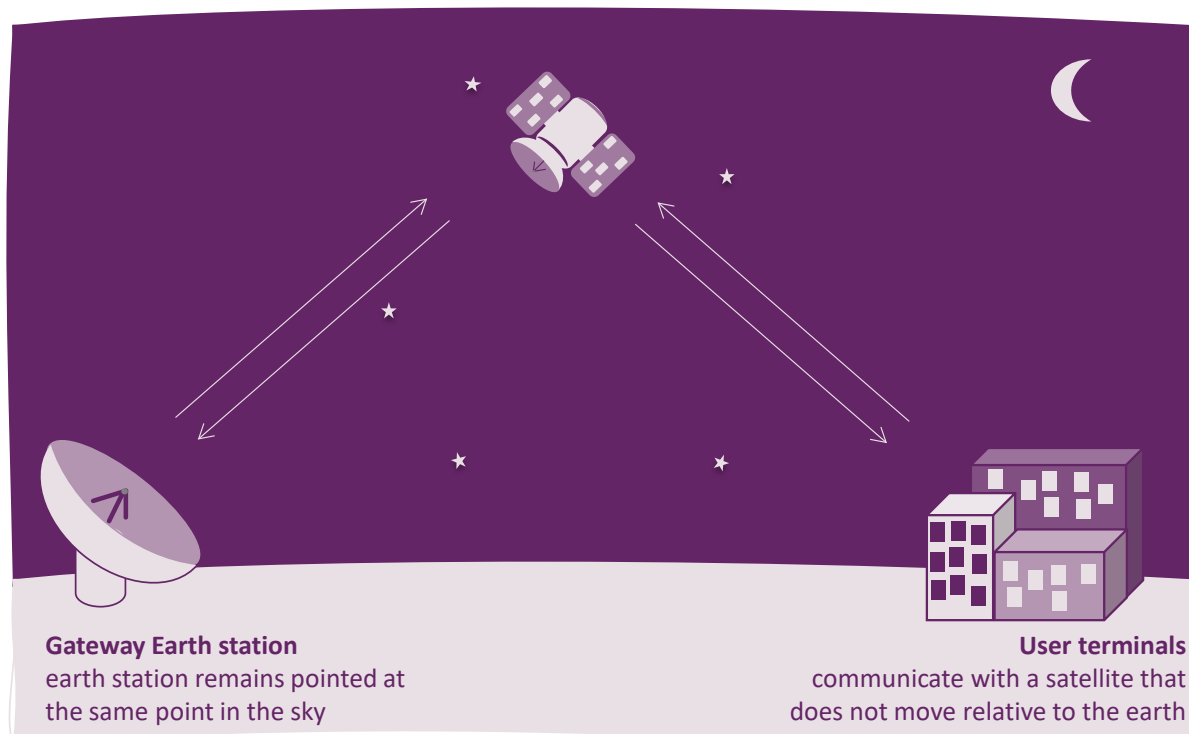 Gateway Earth station
earth station remains pointed at
the same point in the sky
User terminals
communicate with a satellite that
does not move relative to the earth